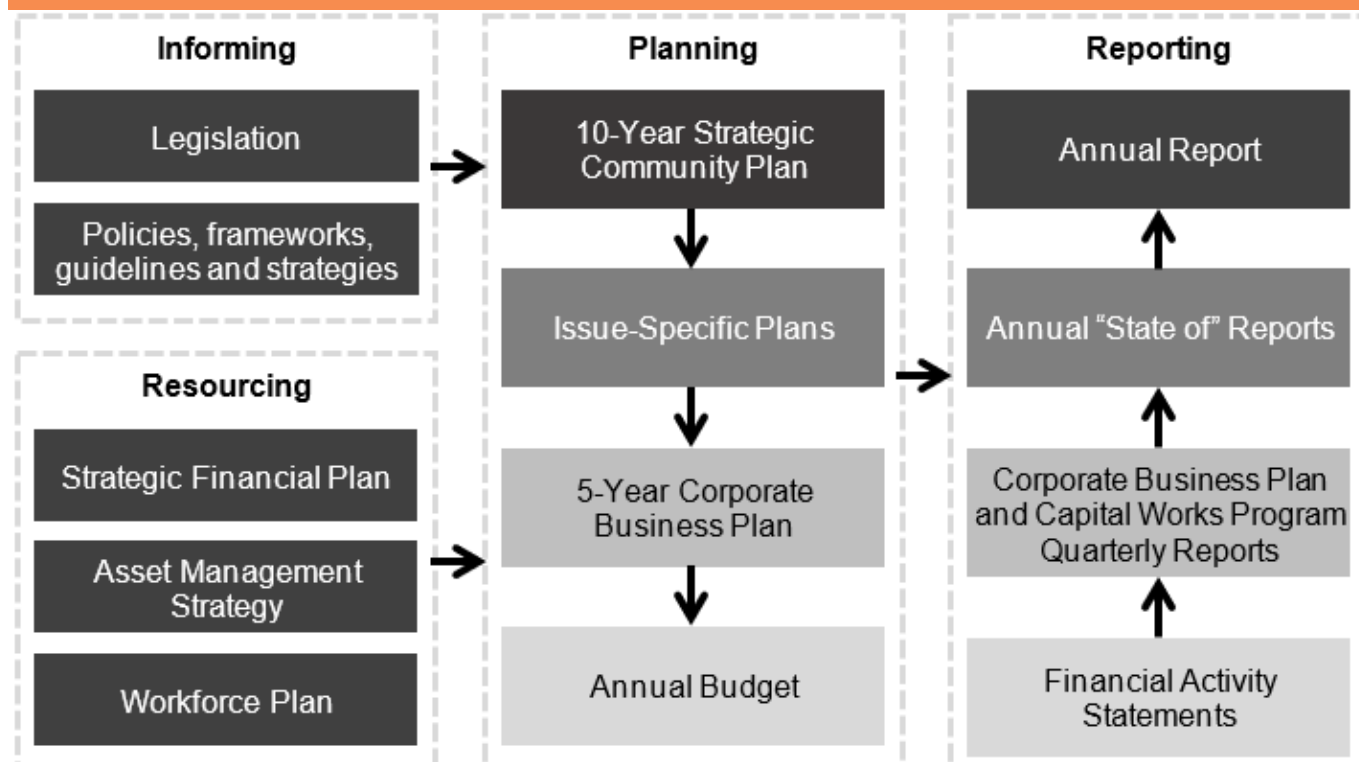 Informing
Legislation
Policies, frameworks,
guidelines and strategies
Resourcing
Strategic Financial Plan
Asset Management
Strategy
Workforce Plan
Planning
10-Year Strategic
Community Plan
Issue-Specific Plans
5-Year Corporate
Business Plan
Annual Budget
Reporting
Annual Report
Annual “State of” Reports
Corporate Business Plan
and Capital Works Program
Quarterly Reports
Financial Activity
Statements